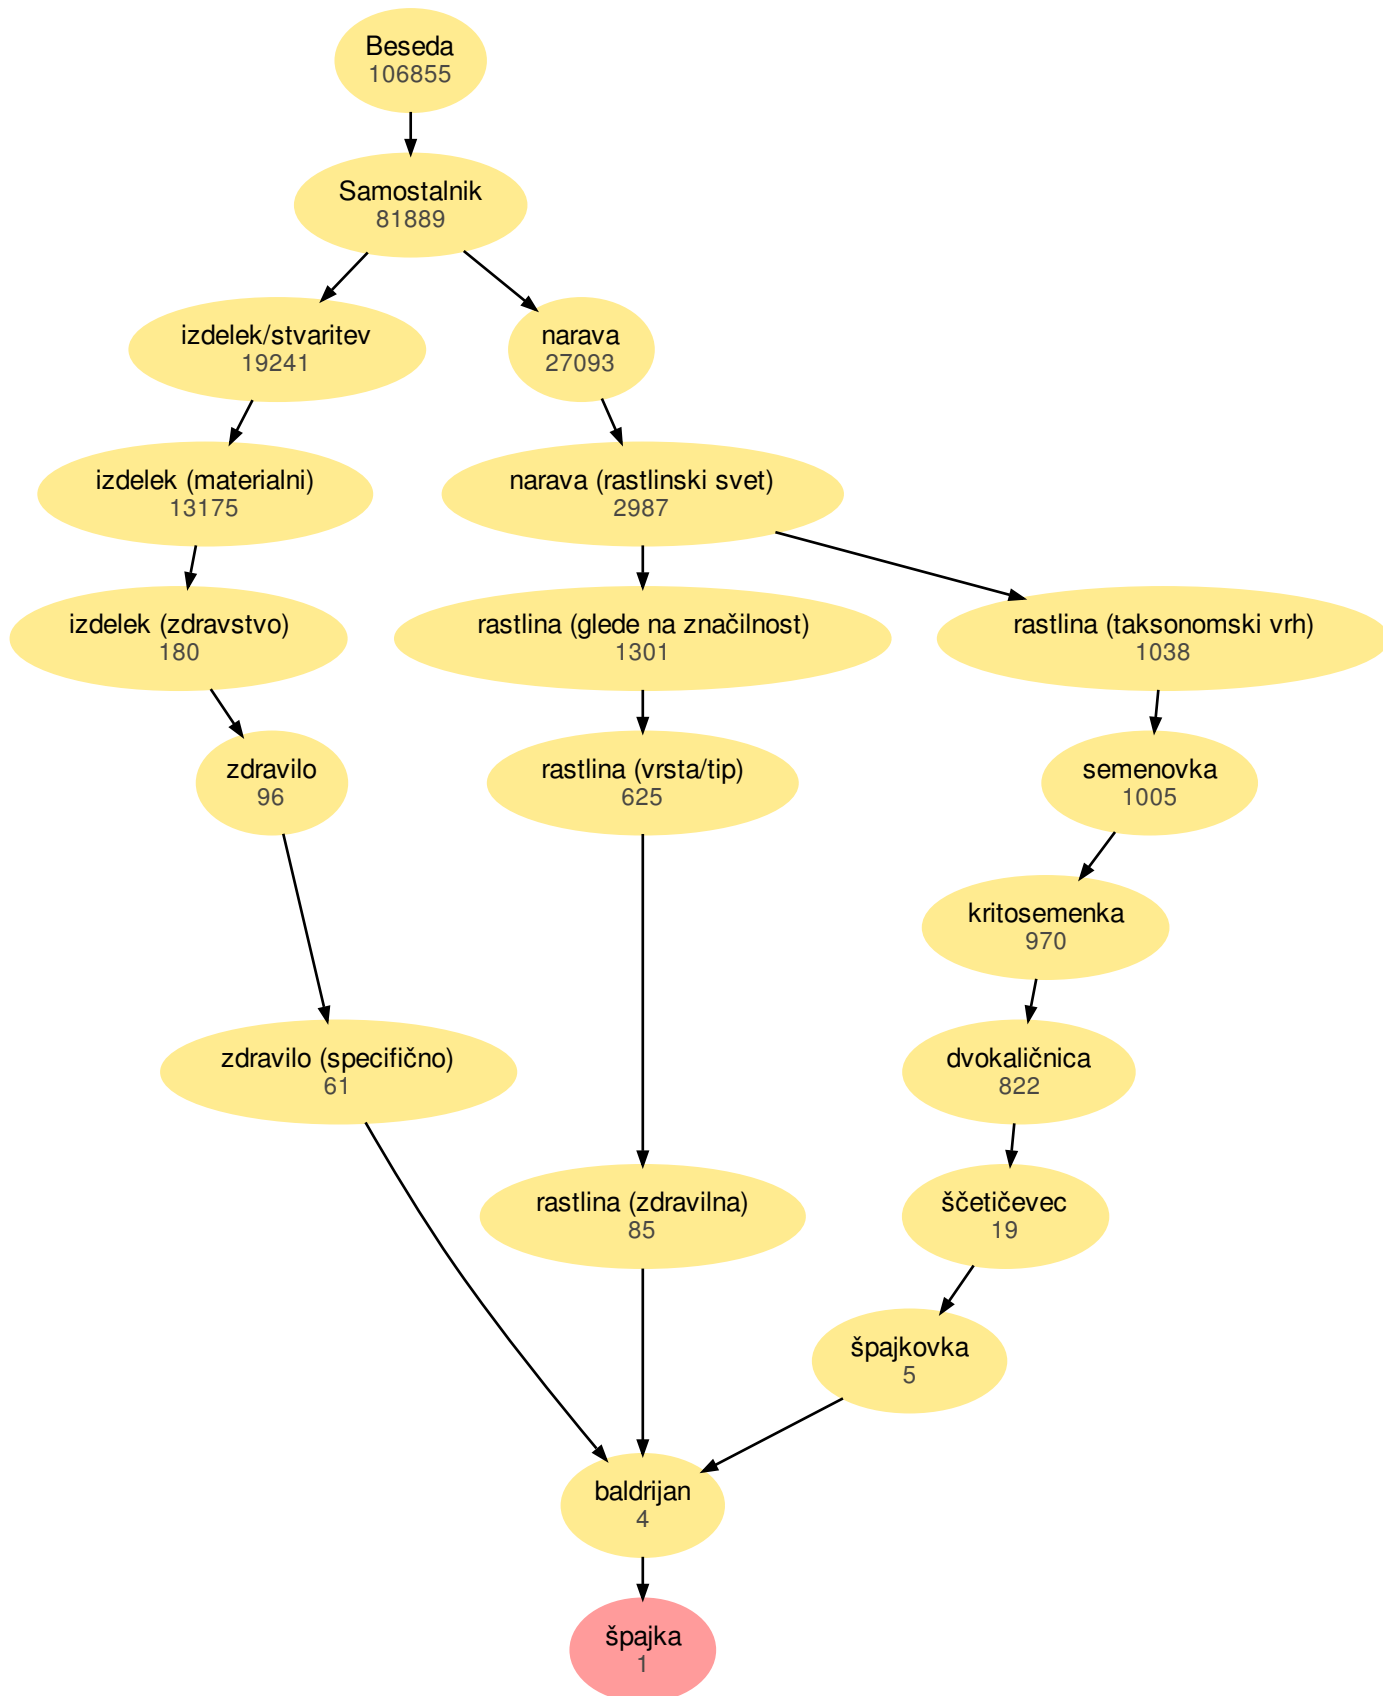 Beseda
106855
Samostalnik
81889
izdelek/stvaritev
19241
narava
27093
izdelek (materialni)
13175
narava (rastlinski svet)
2987
izdelek (zdravstvo)
180
rastlina (glede na značilnost)
1301
rastlina (taksonomski vrh)
1038
zdravilo
96
rastlina (vrsta/tip)
625
semenovka
1005
kritosemenka
970
zdravilo (specifično)
61
dvokaličnica
822
rastlina (zdravilna)
85
ščetičevec
19
špajkovka
5
baldrijan
4
špajka
1